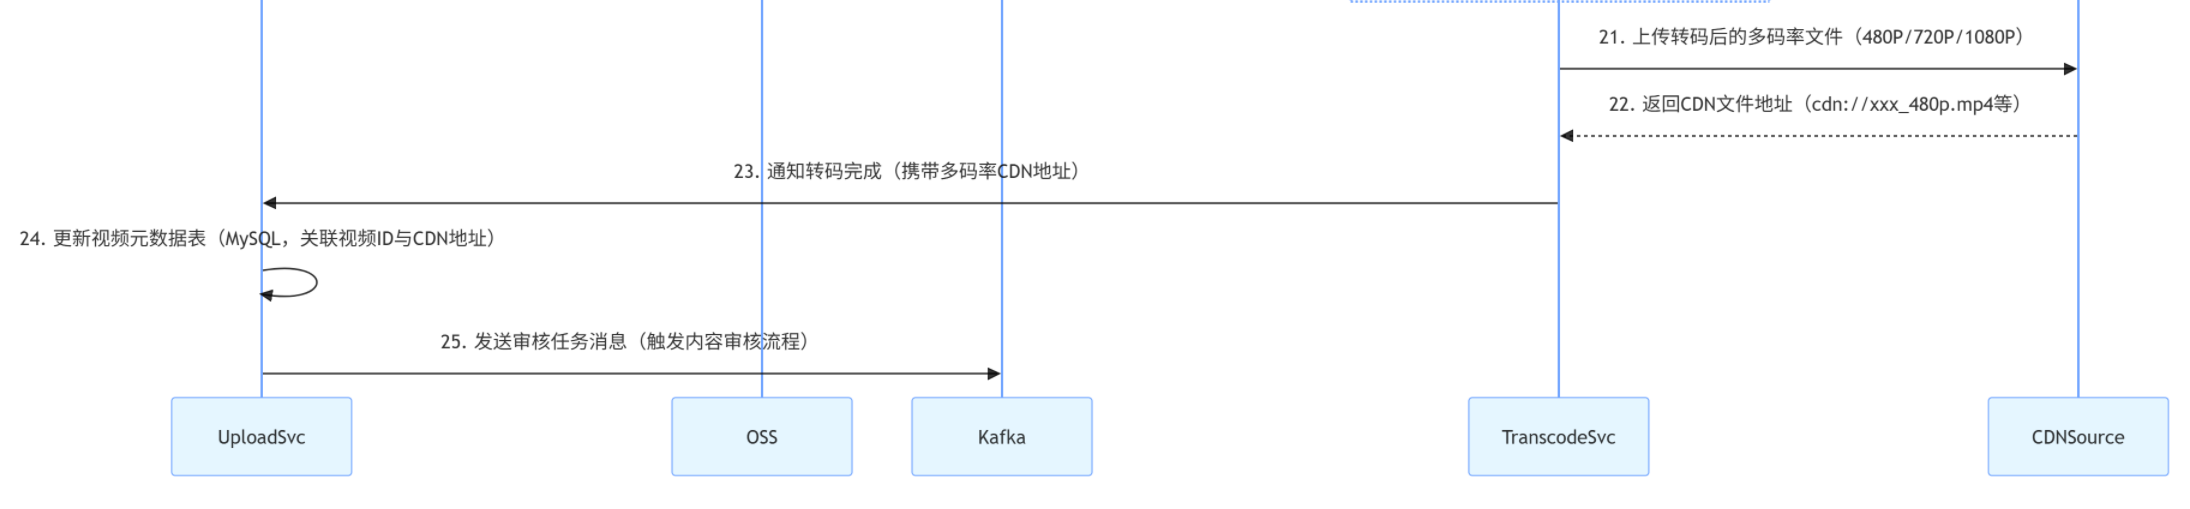 21. 上传转码后的多码率文件（480P/720P/1080P）
22. 返回CDN文件地址（cdn://xxx_480p.mp4等）
23. 通知转码完成（携带多码率CDN地址）
24. 更新视频元数据表（MySQL，关联视频ID与CDN地址）
25. 发送审核任务消息（触发内容审核流程）
UploadSvc
OSS
Kafka
TranscodeSvc
CDNSource